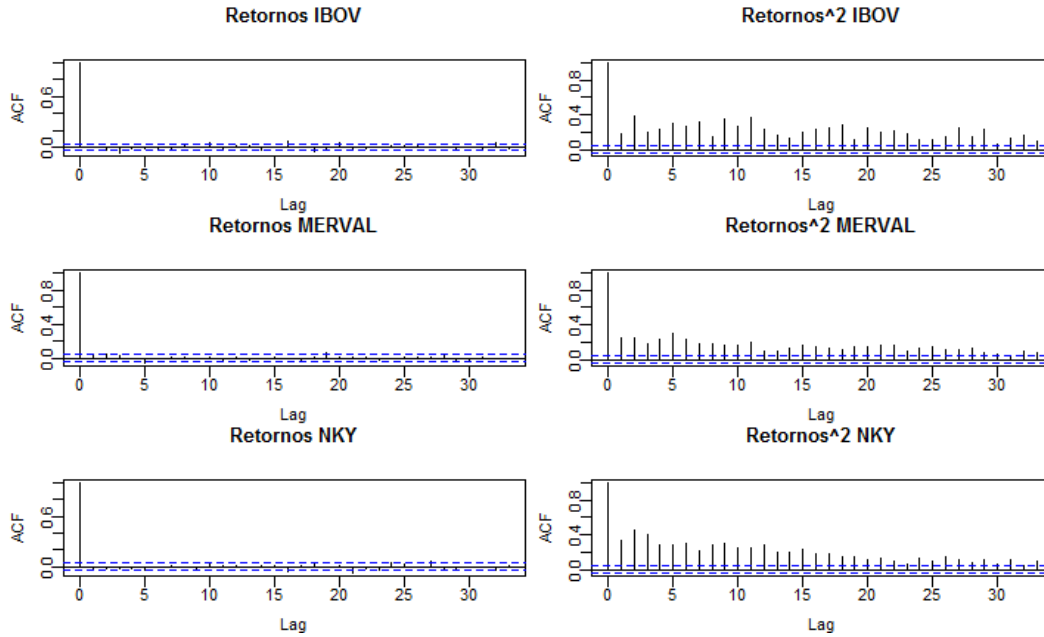 Retornos IBOV
ACF
0.0 0.6
0 5 10 15 20 25 30
Lag
Retornos^2 IBOV
ACF
0.0 0.4 0.8
0 5 10 15 20 25 30
Lag
Retornos MERVAL
ACF
0.0 0.4 0.8
0 5 10 15 20 25 30
Lag
Retornos^2 MERVAL
ACF
0.0 0.4 0.8
0 5 10 15 20 25 30
Lag
Retornos NKY
ACF
0.0 0.6
0 5 10 15 20 25 30
Lag
Retornos^2 NKY
ACF
0.0 0.4 0.8
0 5 10 15 20 25 30
Lag